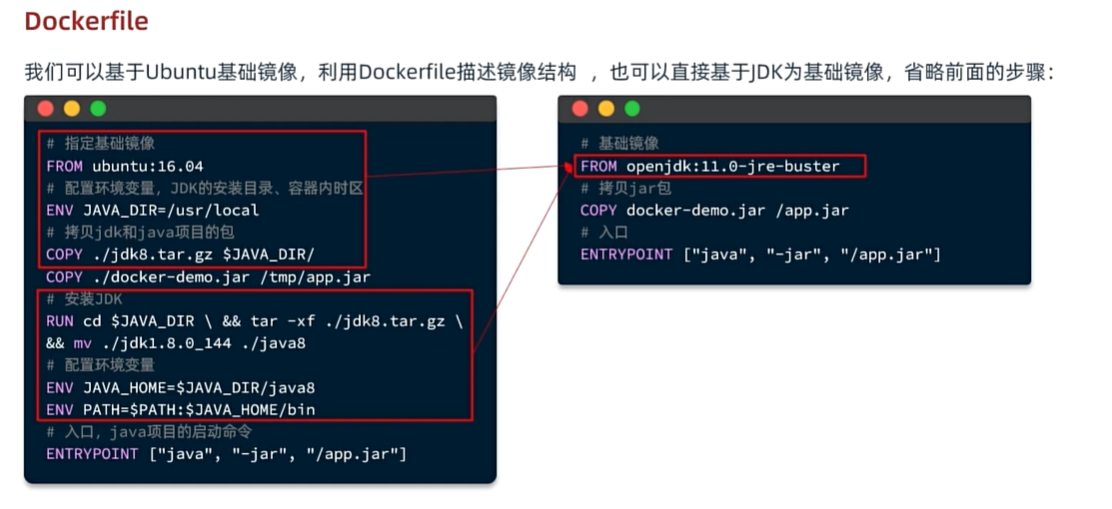 Dockerfile
我们可以基于Ubuntu基础镜像，利用Dockerfile描述镜像结构 ，也可以直接基于JDK为基础镜像，省略前面的步骤：
# 指定基础镜像
FROM ubuntu:16.04
# 配置环境变量，JDK的安装目录、容器内时区
ENV JAVA_DIR=/usr/local
# 拷贝jdk和java项目的包
COPY ./jdk8.tar.gz $JAVA_DIR/
COPY ./docker-demo.jar /tmp/app.jar
# 安装JDK
RUN cd $JAVA_DIR \ && tar -xf ./jdk8.tar.gz \
&& mv ./jdk1.8.0_144 ./java8
# 配置环境变量
ENV JAVA_HOME=$JAVA_DIR/java8
ENV PATH=$PATH:$JAVA_HOME/bin
# 入口，java项目的启动命令
ENTRYPOINT ["java", "-jar", "/app.jar"]
# 基础镜像
FROM openjdk:11.0-jre-buster
# 拷贝jar包
COPY docker-demo.jar /app.jar
# 入口
ENTRYPOINT ["java", "-jar", "/app.jar"]